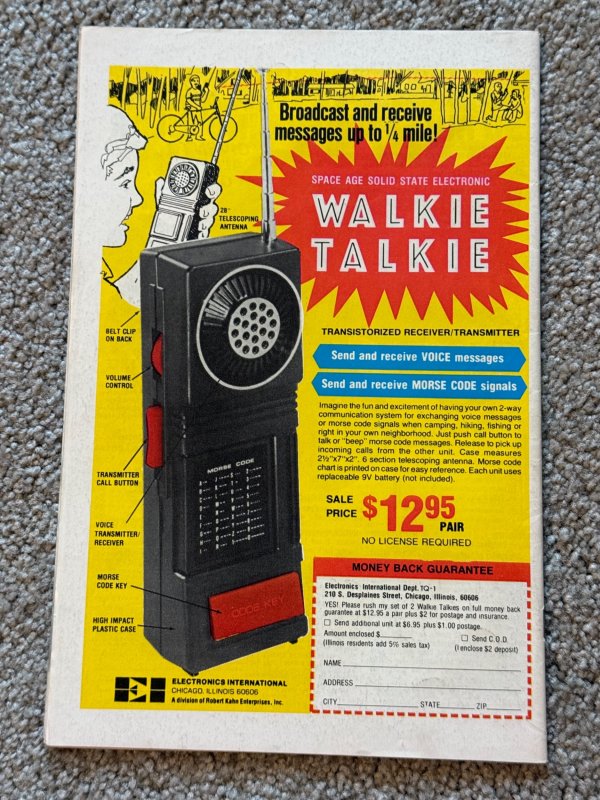 Broadcast and receive
messages up to 1/4 mile!
SPACE AGE SOLID STATE ELECTRONIC
WALKIE
TALKIE
28"
TELESCOPING
ANTENNA
TRANSISTORIZED RECEIVER/TRANSMITTER
BELT CLIP
ON BACK
Send and receive VOICE messages
VOLUME
CONTROL
Send and receive MORSE CODE signals
Imagine the fun and excitement of having your own 2-way
communication system for exchanging voice messages
or morse code signals when camping, hiking, fishing or
right in your own neighborhood. Just push call button to
talk or "beep" morse code messages. Release to pick up
incoming calls from the other unit. Case measures
2½"x7"x2". 6 section telescoping antenna. Morse code
chart is printed on case for easy reference. Each unit uses
replaceable 9V battery (not included).
TRANSMITTER
CALL BUTTON
MORSE CODE
SALE
PRICE $12.95 PAIR
NO LICENSE REQUIRED
VOICE
TRANSMITTER/
RECEIVER
MORSE
CODE KEY
CODE KEY
HIGH IMPACT
PLASTIC CASE
MONEY BACK GUARANTEE
Electronics International Dept. TQ-1
210 S. Desplaines Street, Chicago, Illinois, 60606
YES! Please rush my set of 2 Walkie Talkies on full money back
guarantee at $12.95 a pair plus $2 for postage and insurance.
Send additional unit at $6.95 plus $1.00 postage.
Amount enclosed $
Send C.O.D.
(Illinois residents add 5% sales tax)
(I enclose $2 deposit)
NAME
ADDRESS
CITY STATE ZIP
EI
ELECTRONICS INTERNATIONAL
CHICAGO, ILLINOIS 60606
A division of Robert Kahn Enterprises, Inc.